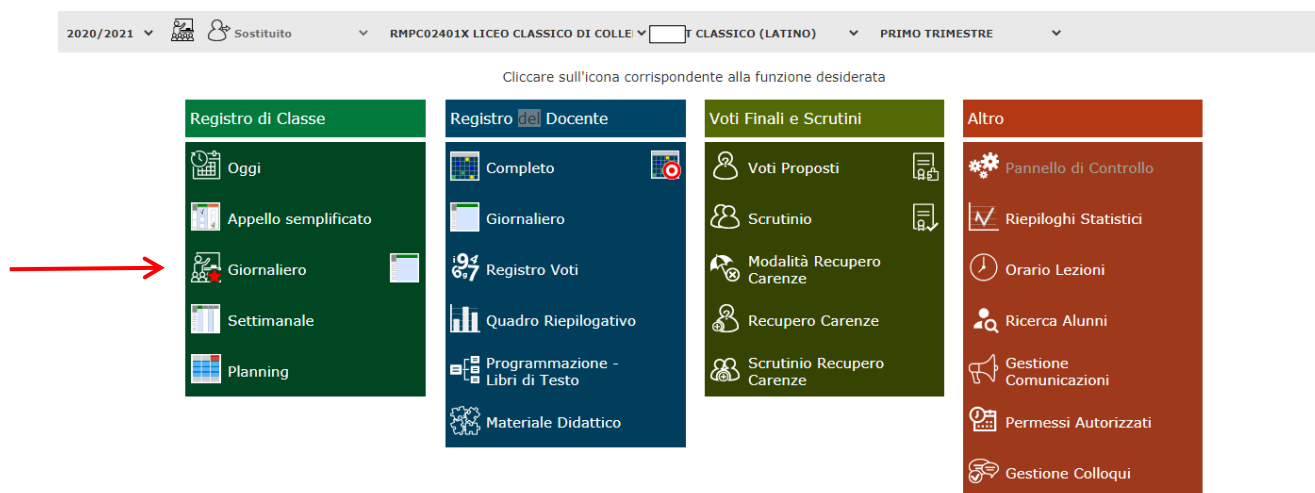 2020/2021 Sostituito RMPC02401X LICEO CLASSICO DI COLLE T CLASSICO (LATINO) PRIMO TRIMESTRE
Cliccare sull'icona corrispondente alla funzione desiderata
Registro di Classe
Oggi
Appello semplificato
Giornaliero
Settimanale
Planning
Registro del Docente
Completo
Giornaliero
Registro Voti
Quadro Riepilogativo
Programmazione -
Libri di Testo
Materiale Didattico
Voti Finali e Scrutini
Voti Proposti
Scrutinio
Modalità Recupero
Carenze
Recupero Carenze
Scrutinio Recupero
Carenze
Altro
Pannello di Controllo
Riepiloghi Statistici
Orario Lezioni
Ricerca Alunni
Gestione
Comunicazioni
Permessi Autorizzati
Gestione Colloqui